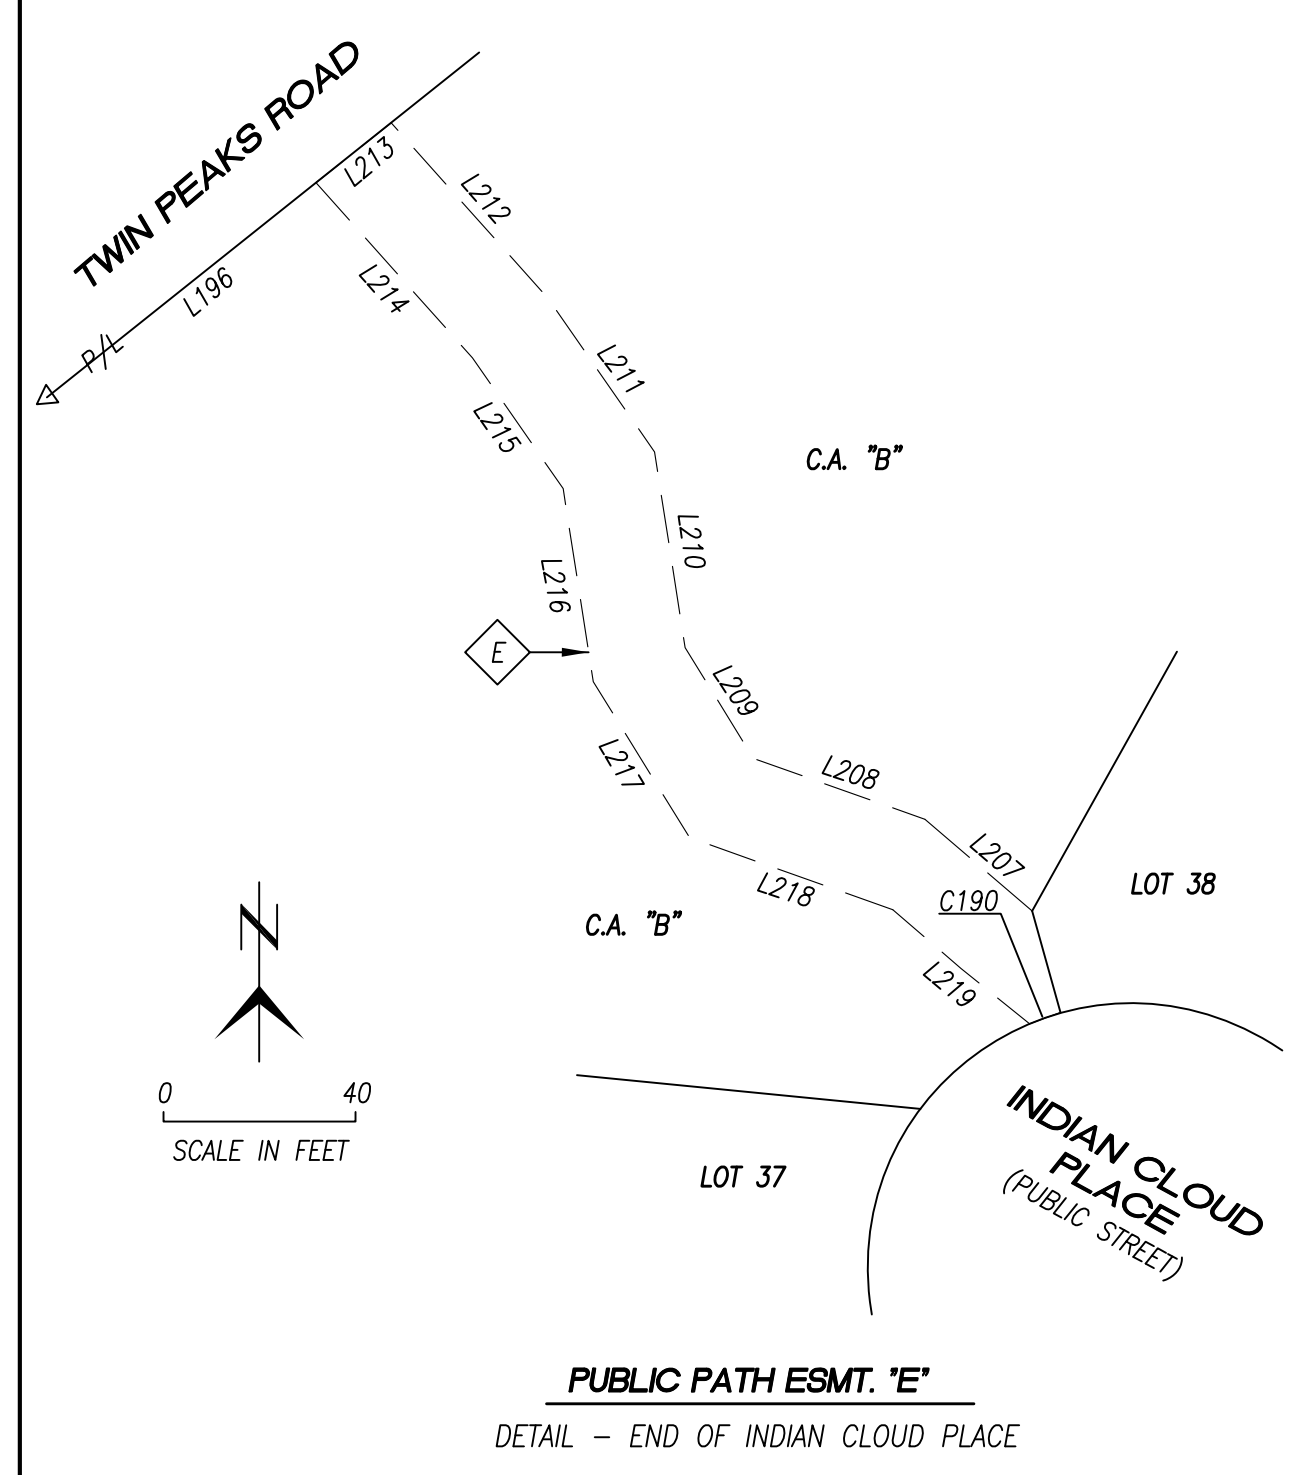 TWIN PEAKS ROAD
L213
L212
L196
L214
P/L
L211
L215
C.A. "B"
L210
L216
E
L209
L217
L208
L207
LOT 38
L218
C190
C.A. "B"
N
L219
0 40
SCALE IN FEET
LOT 37
INDIAN CLOUD
PLACE
(PUBLIC STREET)
PUBLIC PATH ESMT. "E"
DETAIL – END OF INDIAN CLOUD PLACE